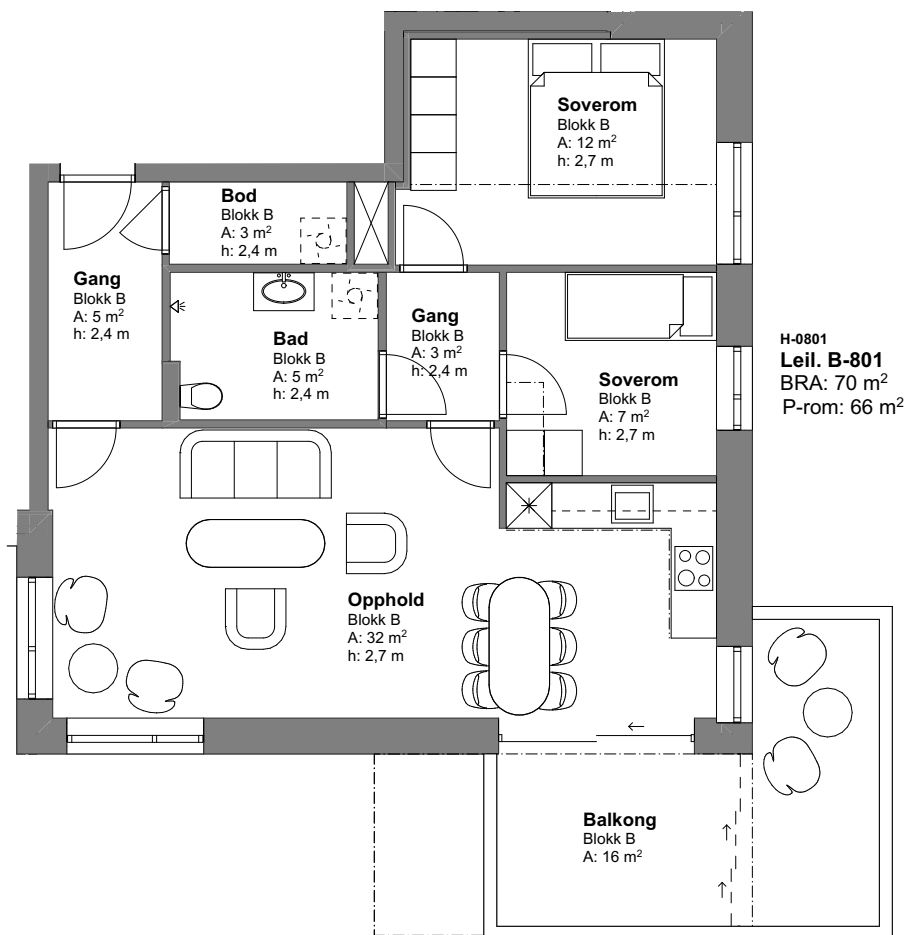 Soverom
Blokk B
A: 12 m²
h: 2,7 m
Bod
Blokk B
A: 3 m²
h: 2,4 m
Gang
Blokk B
A: 5 m²
h: 2,4 m
Bad
Blokk B
A: 5 m²
h: 2,4 m
Gang
Blokk B
A: 3 m²
h: 2,4 m
Soverom
Blokk B
A: 7 m²
h: 2,7 m
H-0801
Leil. B-801
BRA: 70 m²
P-rom: 66 m²
Opphold
Blokk B
A: 32 m²
h: 2,7 m
Balkong
Blokk B
A: 16 m²